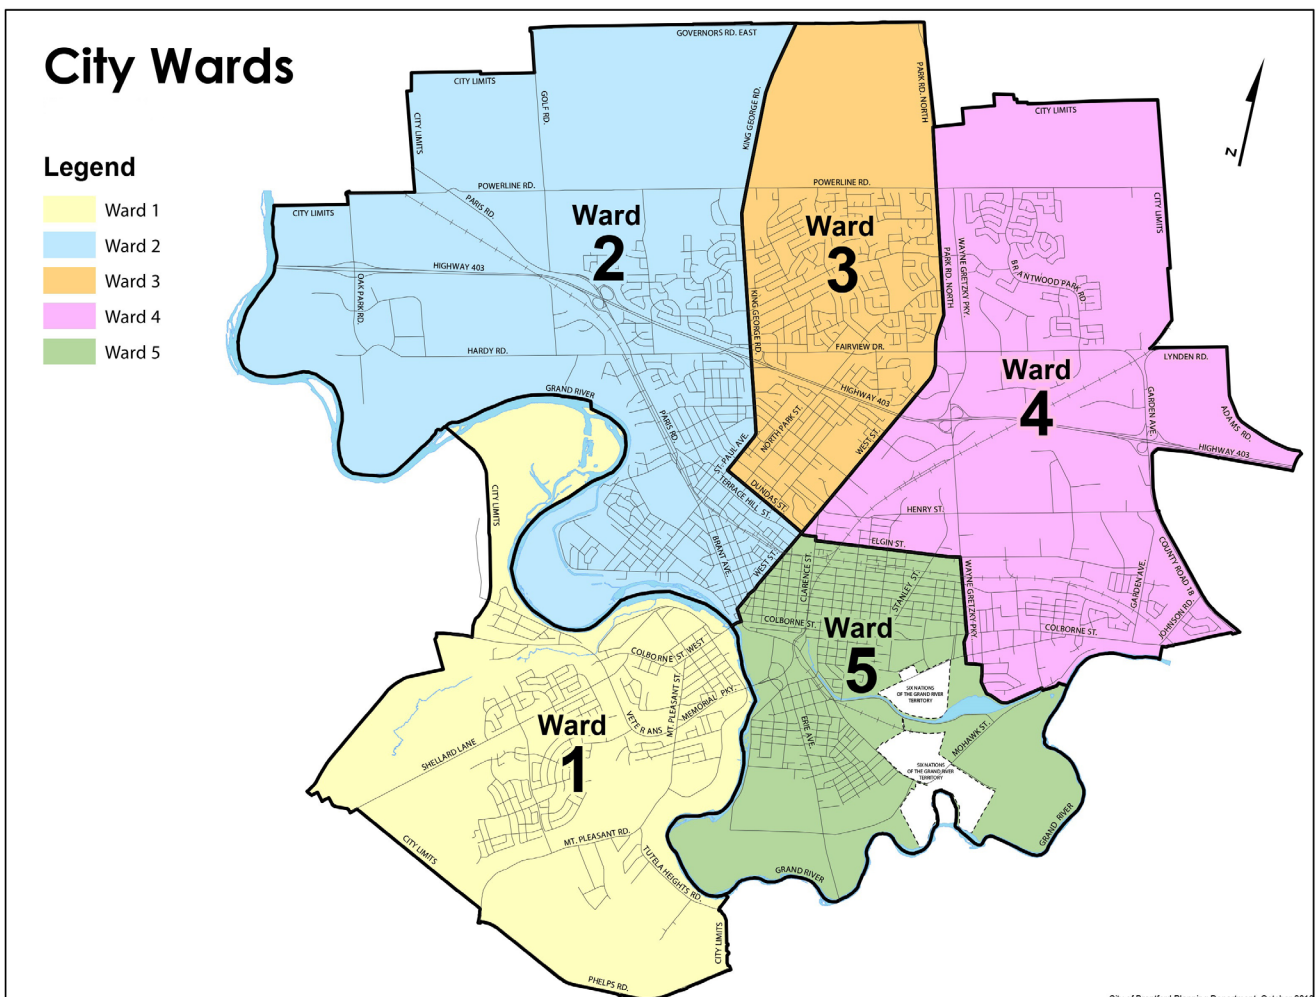 City Wards
Legend
Ward 1
Ward 2
Ward 3
Ward 4
Ward 5
GOVERNORS RD. EAST
CITY LIMITS
CITY LIMITS
GOLF RD.
KING GEORGE RD.
PARK RD. NORTH
CITY LIMITS
N
POWERLINE RD.
POWERLINE RD.
PARIS RD.
CITY LIMITS
CITY LIMITS
Ward
2
Ward
3
HIGHWAY 403
OAK PARK RD.
KING GEORGE RD.
PARK RD. NORTH
WAYNE GRETZKY PKY.
BRANTWOOD PARK RD.
HARDY RD.
FAIRVIEW DR.
LYNDEN RD.
Ward
4
GRAND RIVER
HIGHWAY 403
GARDEN AVE.
ADAMS RD.
PARIS RD.
NORTH PARK ST.
WEST ST.
HIGHWAY 403
ST. PAUL AVE.
TERRACE HILL ST.
DUNDAS ST.
CITY LIMITS
HENRY ST.
BRANT AVE.
WEST ST.
ELGIN ST.
CLARENCE ST.
STANLEY ST.
WAYNE GRETZKY PKY.
GARDEN AVE.
COUNTY ROAD 18
JOHNSON RD.
COLBORNE ST.
COLBORNE ST.
Ward
5
COLBORNE ST WEST
MT. PLEASANT ST.
VETERANS MEMORIAL PKY.
SIX NATIONS
OF THE GRAND RIVER
TERRITORY
Ward
1
SHELLARD LANE
ERIE AVE.
MOHAWK ST.
SIX NATIONS
OF THE GRAND RIVER
TERRITORY
MT. PLEASANT RD.
CITY LIMITS
TUTELA HEIGHTS RD.
GRAND RIVER
GRAND RIVER
CITY LIMITS
PHELPS RD.